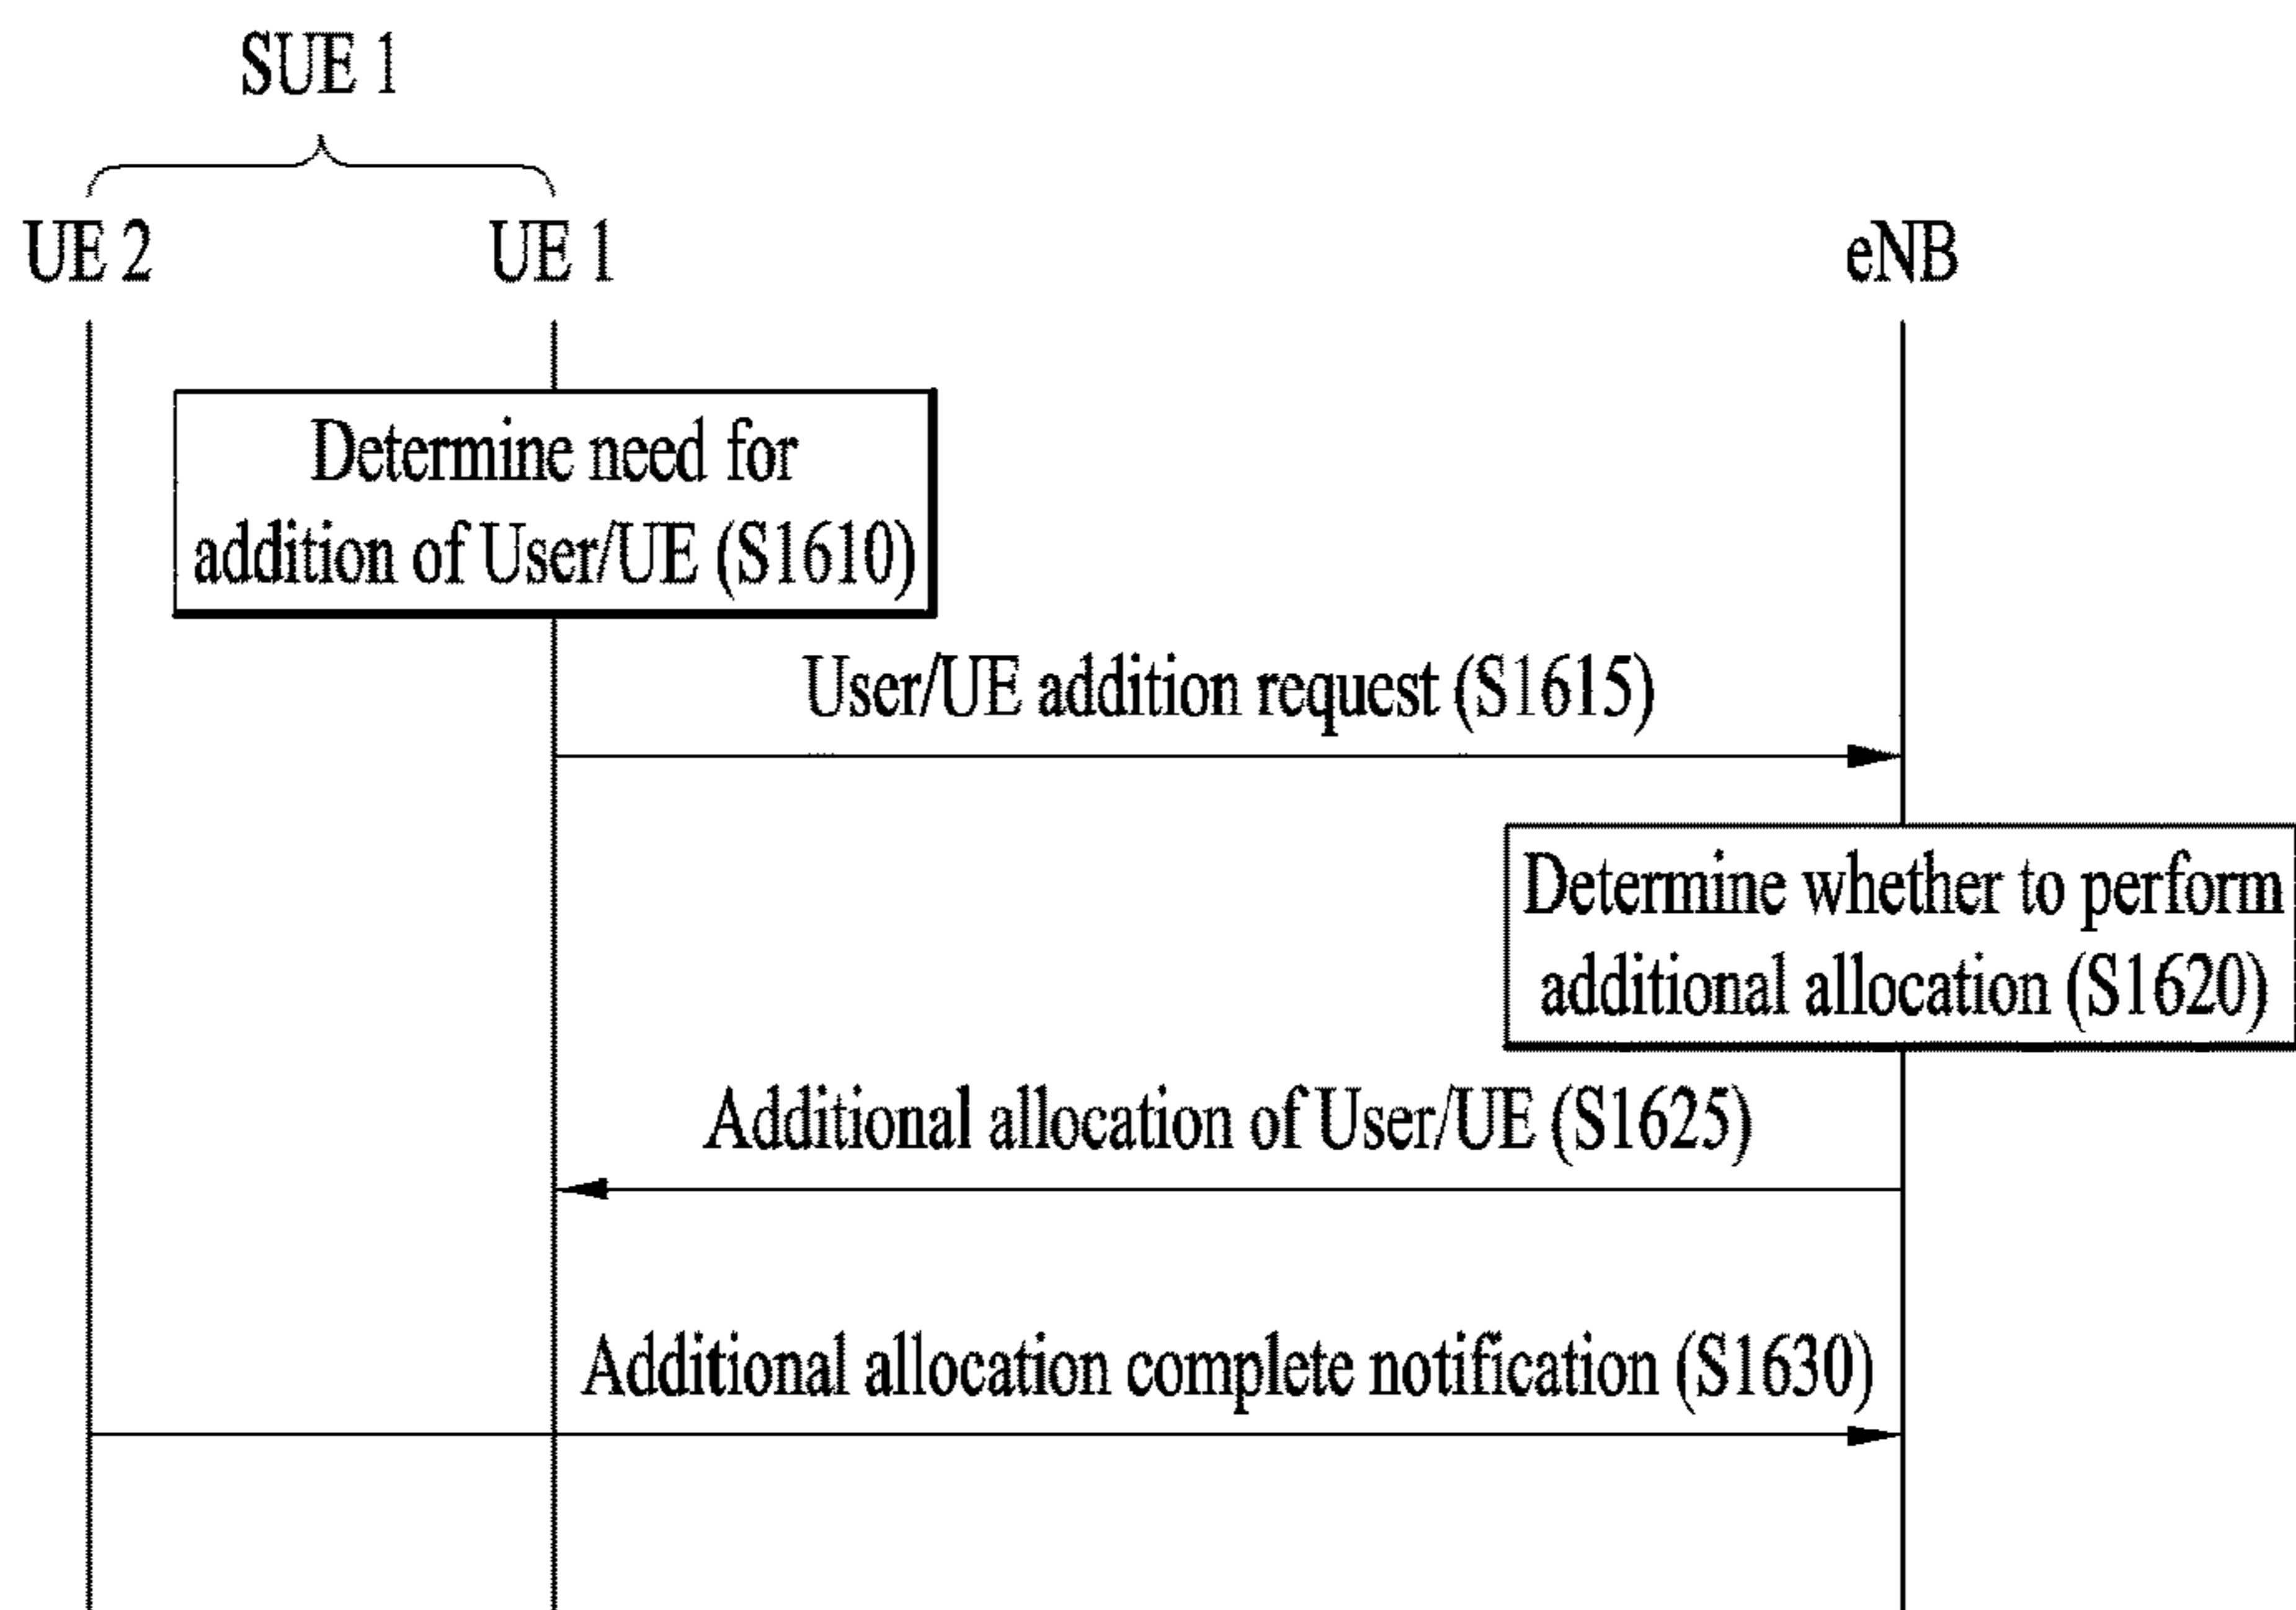 SUE 1
UE 2
UE 1
eNB
Determine need for
addition of User/UE (S1610)
User/UE addition request (S1615)
Determine whether to perform
additional allocation (S1620)
Additional allocation of User/UE (S1625)
Additional allocation complete notification (S1630)